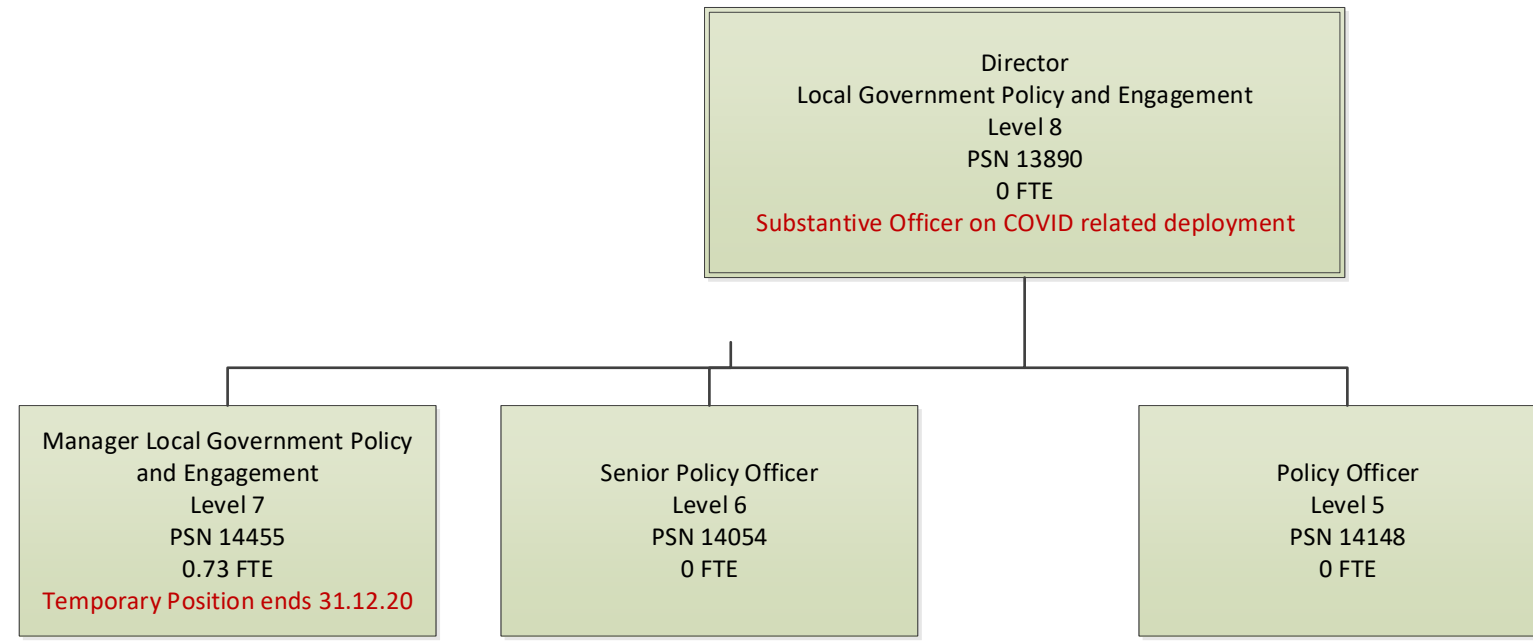 Director
Local Government Policy and Engagement
Level 8
PSN 13890
0 FTE
Substantive Officer on COVID related deployment
Manager Local Government Policy
and Engagement
Level 7
PSN 14455
0.73 FTE
Temporary Position ends 31.12.20
Senior Policy Officer
Level 6
PSN 14054
0 FTE
Policy Officer
Level 5
PSN 14148
0 FTE